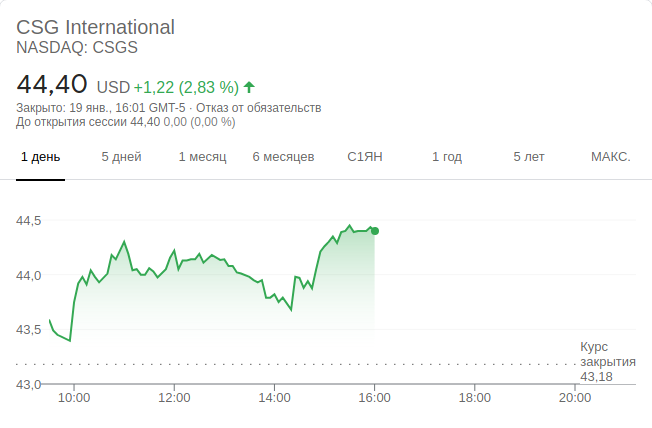 CSG International
NASDAQ: CSGS
44,40 USD +1,22 (2,83 %)
Закрыто: 19 янв., 16:01 GMT-5 · Отказ от обязательств
До открытия сессии 44,40 0,00 (0,00 %)
1 день 5 дней 1 месяц 6 месяцев С1ЯН 1 год 5 лет МАКС.
44,5
44,0
43,5
Курс
закрытия
43,18
43,0
10:00 12:00 14:00 16:00 18:00 20:00